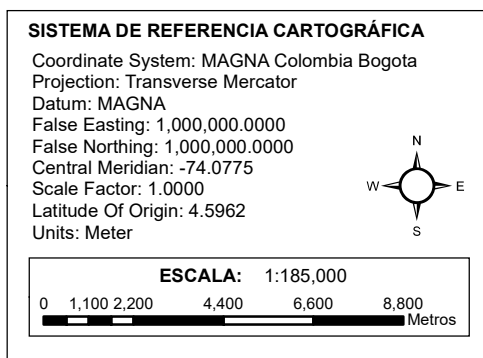 SISTEMA DE REFERENCIA CARTOGRÁFICA
Coordinate System: MAGNA Colombia Bogota
Projection: Transverse Mercator
Datum: MAGNA
False Easting: 1,000,000.0000
False Northing: 1,000,000.0000
Central Meridian: -74.0775
Scale Factor: 1.0000
Latitude Of Origin: 4.5962
Units: Meter
N
W E
S
ESCALA: 1:185,000
0 1,100 2,200 4,400 6,600 8,800
Metros